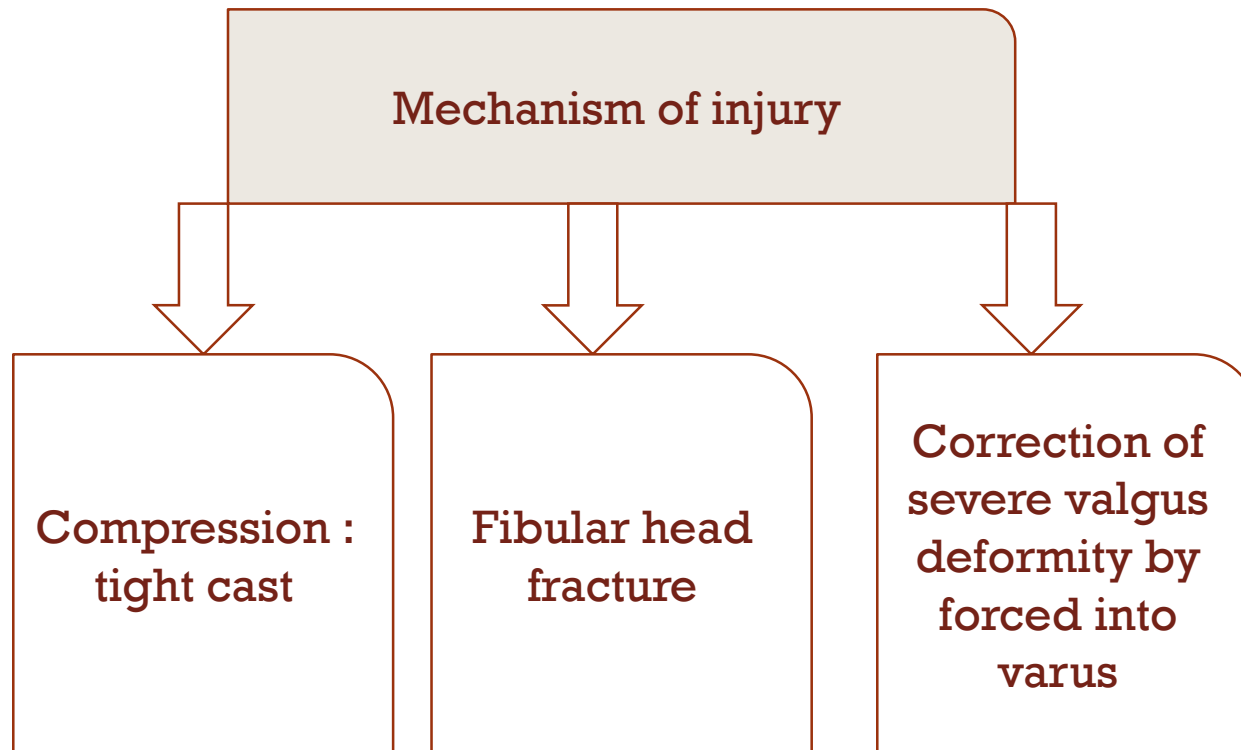 Mechanism of injury
Compression :
tight cast
Fibular head
fracture
Correction of
severe valgus
deformity by
forced into
varus